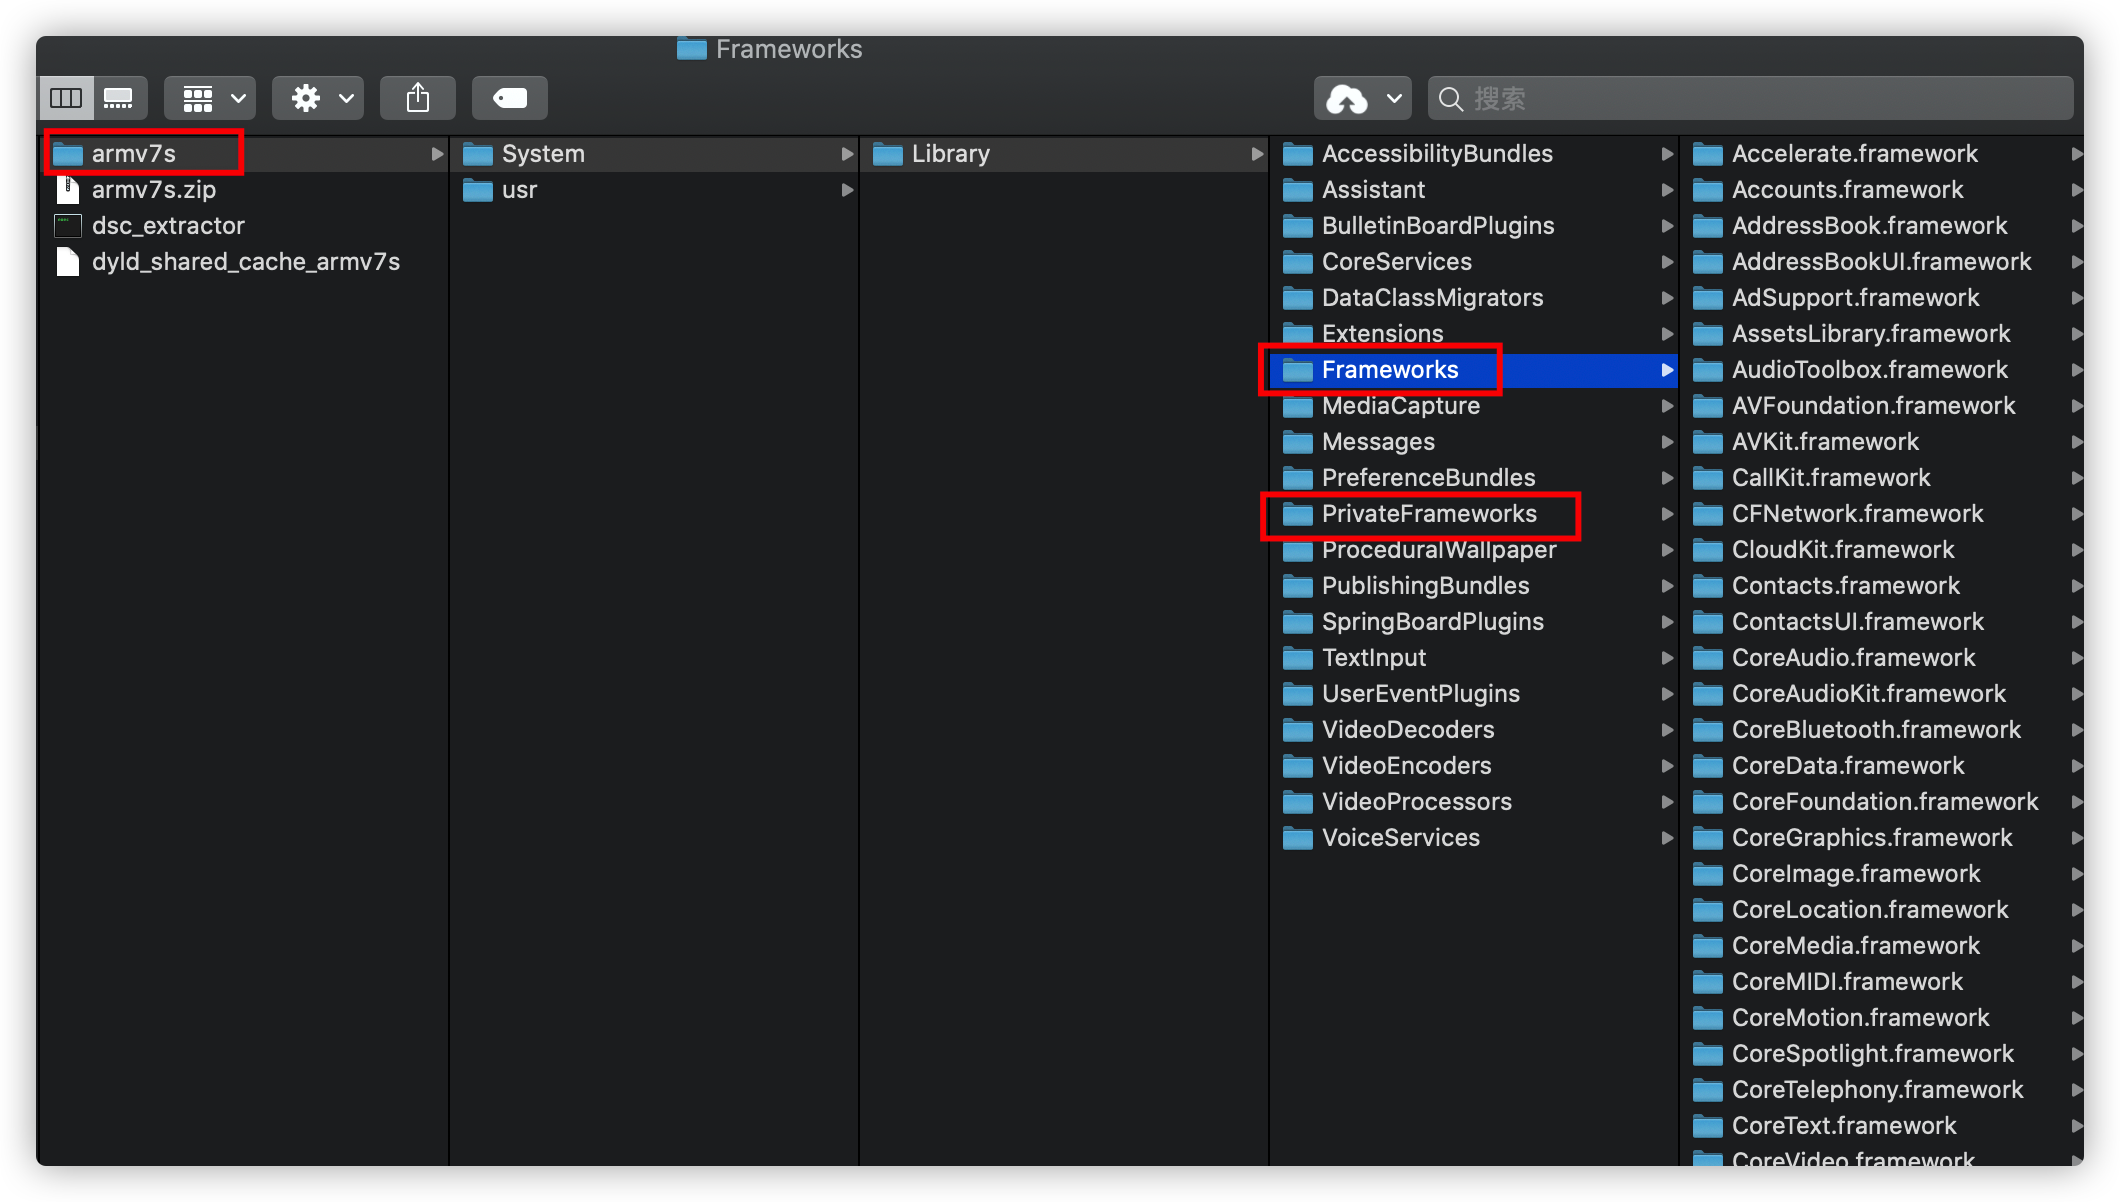 Frameworks
搜索
armv7s
armv7s.zip
dsc_extractor
dyld_shared_cache_armv7s
System
usr
Library
AccessibilityBundles
Assistant
BulletinBoardPlugins
CoreServices
DataClassMigrators
Extensions
Frameworks
MediaCapture
Messages
PreferenceBundles
PrivateFrameworks
ProceduralWallpaper
PublishingBundles
SpringBoardPlugins
TextInput
UserEventPlugins
VideoDecoders
VideoEncoders
VideoProcessors
VoiceServices
Accelerate.framework
Accounts.framework
AddressBook.framework
AddressBookUI.framework
AdSupport.framework
AssetsLibrary.framework
AudioToolbox.framework
AVFoundation.framework
AVKit.framework
CallKit.framework
CFNetwork.framework
CloudKit.framework
Contacts.framework
ContactsUI.framework
CoreAudio.framework
CoreAudioKit.framework
CoreBluetooth.framework
CoreData.framework
CoreFoundation.framework
CoreGraphics.framework
CoreImage.framework
CoreLocation.framework
CoreMedia.framework
CoreMIDI.framework
CoreMotion.framework
CoreSpotlight.framework
CoreTelephony.framework
CoreText.framework
CoreVideo.framework